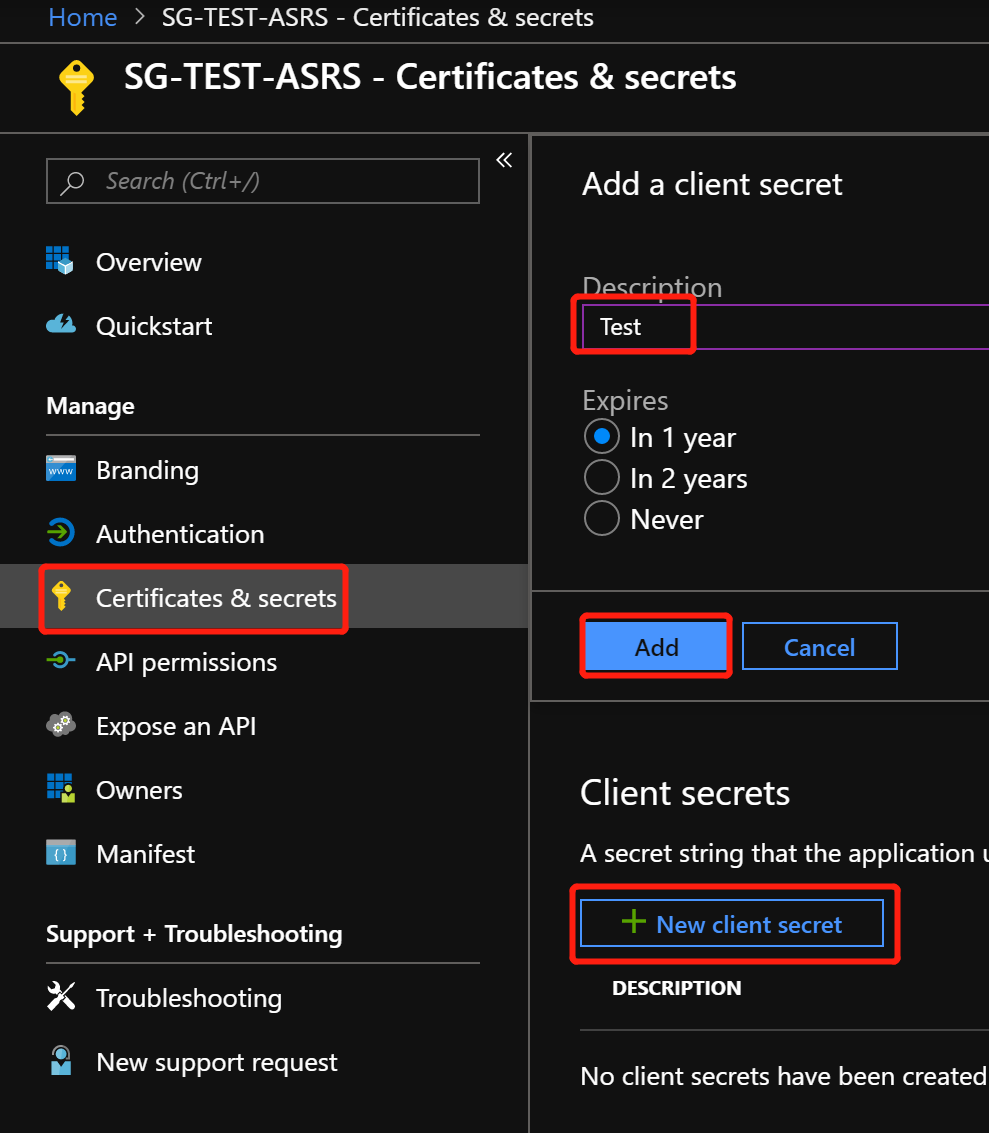 Home > SG-TEST-ASRS - Certificates & secrets
SG-TEST-ASRS - Certificates & secrets
«
Search (Ctrl+/)
Overview
Quickstart
Manage
www
Branding
Authentication
Certificates & secrets
API permissions
Expose an API
Owners
{}
Manifest
Support + Troubleshooting
Troubleshooting
New support request
Add a client secret
Description
Test
Expires
In 1 year
In 2 years
Never
Add
Cancel
Client secrets
A secret string that the application
+ New client secret
DESCRIPTION
No client secrets have been created